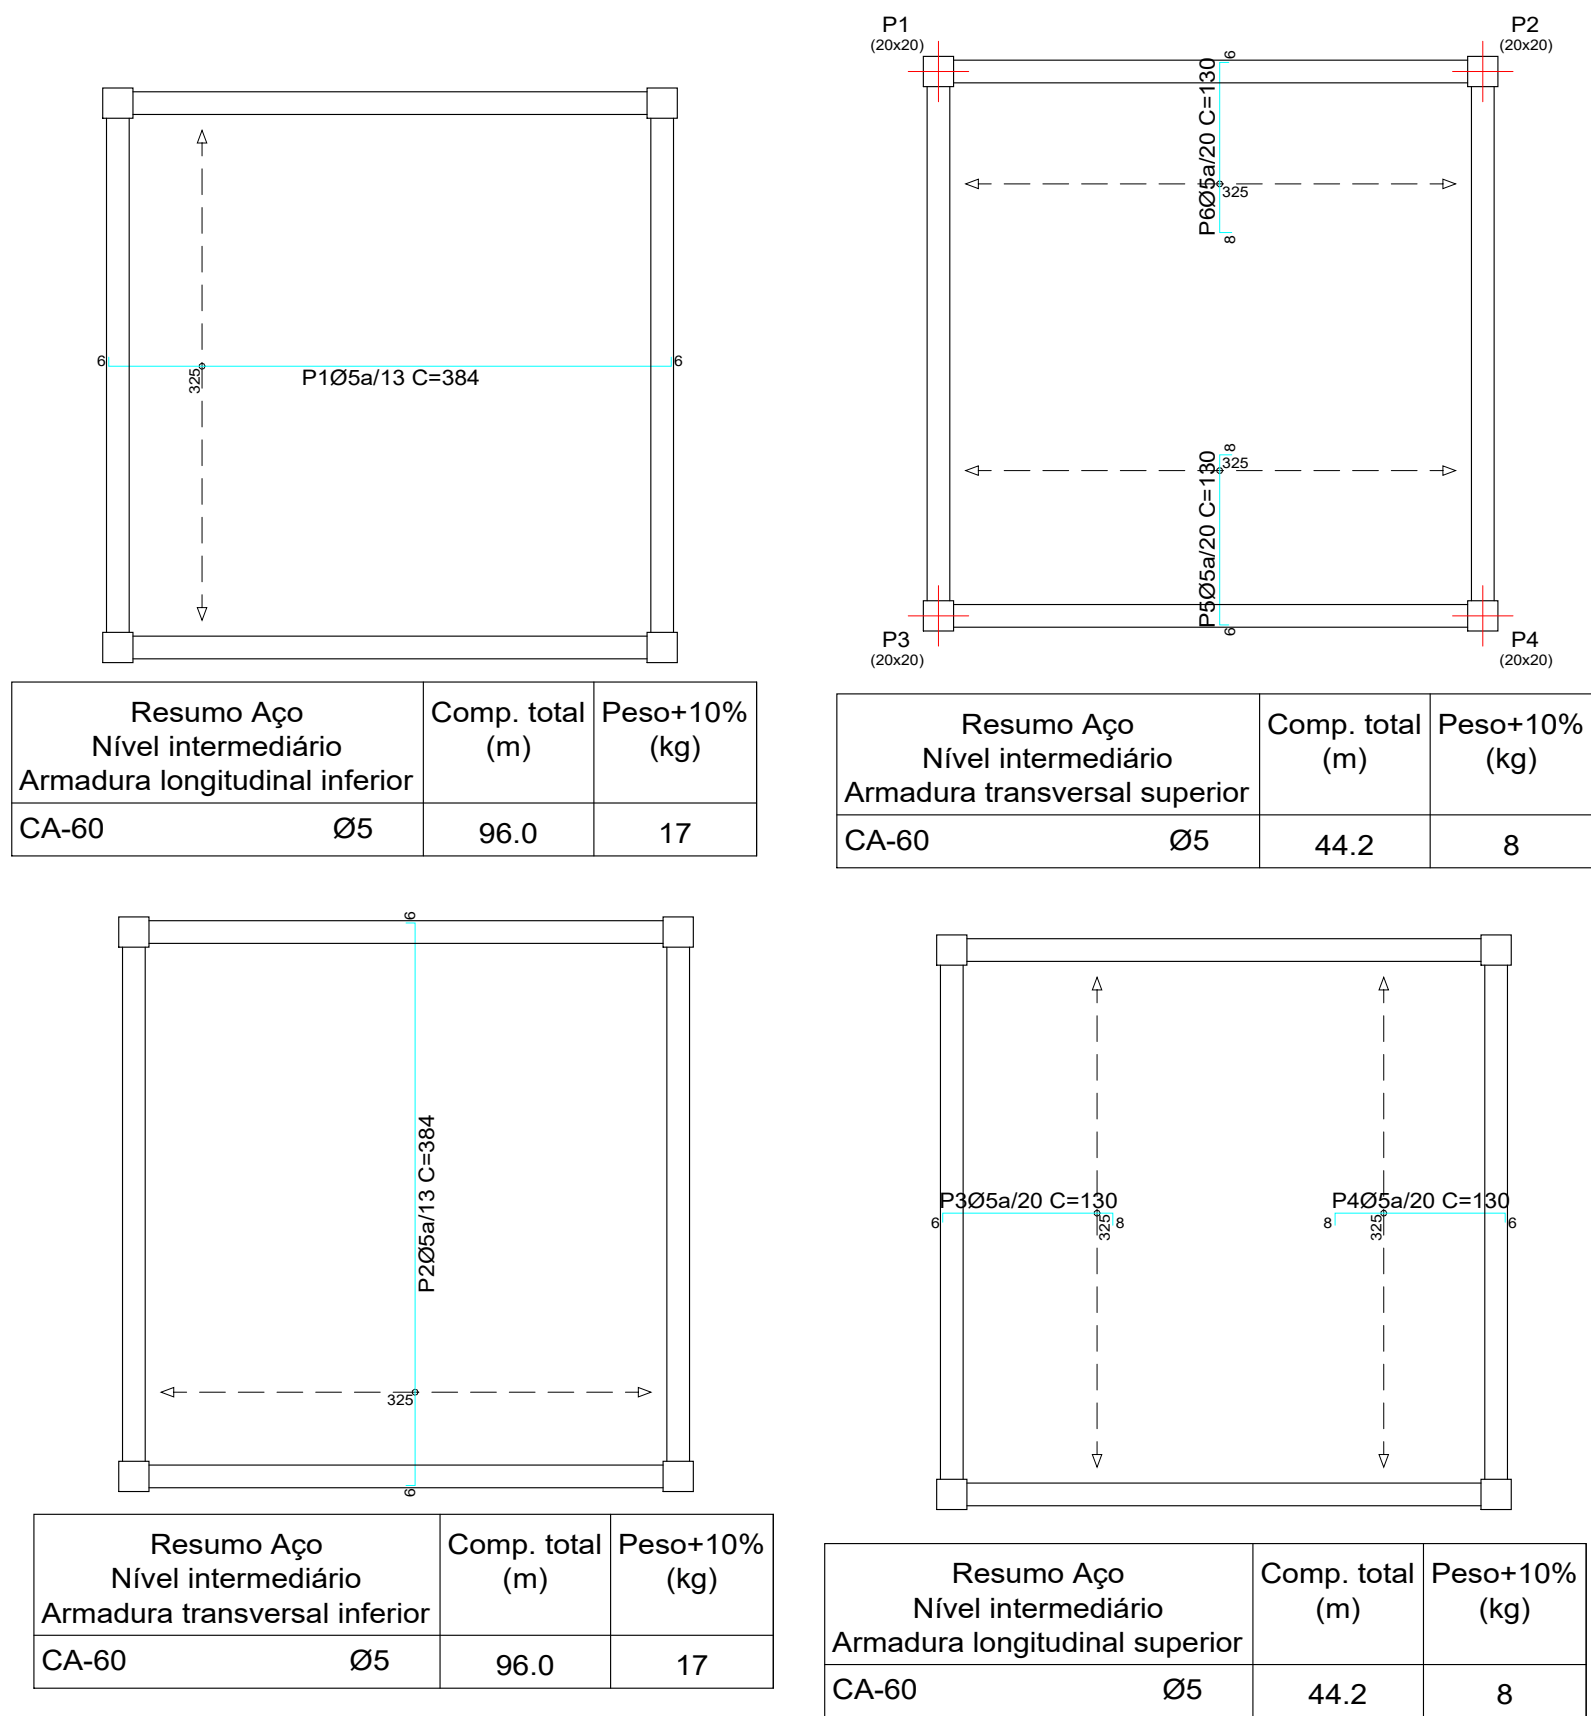 6
6
325
P1Ø5a/13 C=384
Resumo Aço
Nível intermediário
Armadura longitudinal inferior
Comp. total
(m)
Peso+10%
(kg)
CA-60 Ø5 96.0 17
P1
(20x20)
P2
(20x20)
6
P6Ø5a/20 C=130
325
8
8
325
P5Ø5a/20 C=130
6
P3
(20x20)
P4
(20x20)
Resumo Aço
Nível intermediário
Armadura transversal superior
Comp. total
(m)
Peso+10%
(kg)
CA-60 Ø5 44.2 8
6
P2Ø5a/13 C=384
325
6
Resumo Aço
Nível intermediário
Armadura transversal inferior
Comp. total
(m)
Peso+10%
(kg)
CA-60 Ø5 96.0 17
P3Ø5a/20 C=130
6
325
8
P4Ø5a/20 C=130
8
325
6
Resumo Aço
Nível intermediário
Armadura longitudinal superior
Comp. total
(m)
Peso+10%
(kg)
CA-60 Ø5 44.2 8